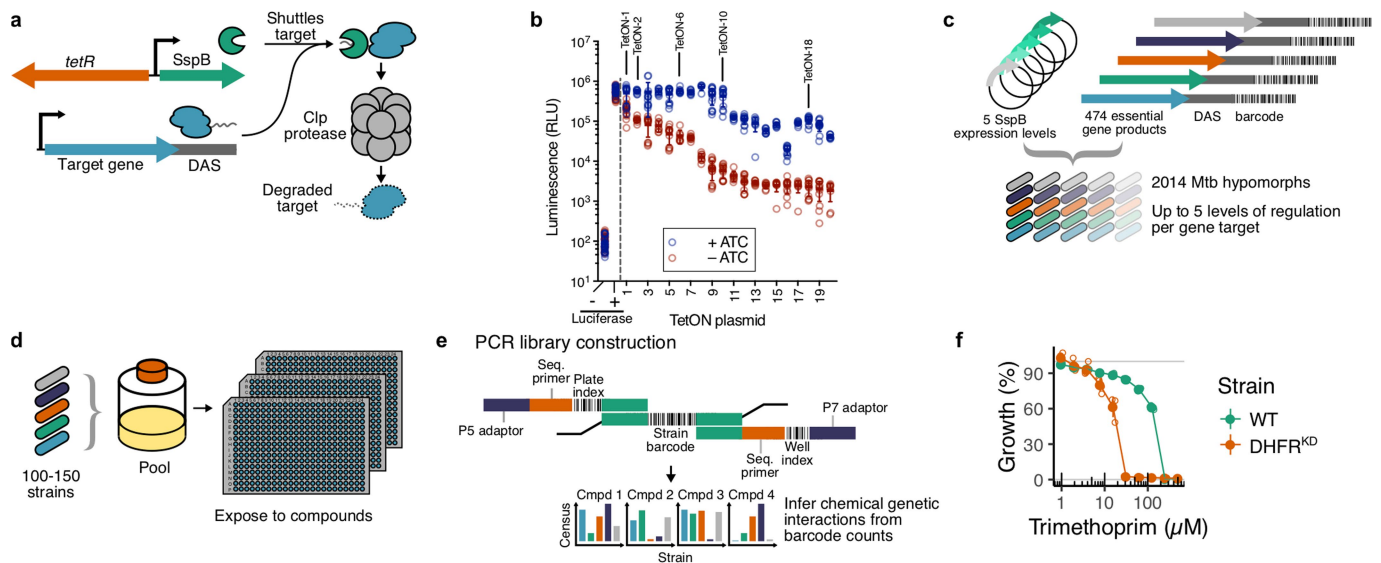 a
tetR
SspB
Shuttles
target
Clp
protease
Target gene
DAS
Degraded
target
b
Luminescence (RLU)
10⁷
10⁶
10⁵
10⁴
10³
10²
10¹
TetON-1
TetON-2
TetON-6
TetON-10
TetON-18
+ ATC
– ATC
- + 1 3 5 7 9 11 13 15 17 19
Luciferase
TetON plasmid
c
5 SspB
expression levels
474 essential
gene products
DAS
barcode
2014 Mtb hypomorphs
Up to 5 levels of regulation
per gene target
d
100-150
strains
Pool
Expose to compounds
e
PCR library construction
Seq.
primer
Plate
index
P5 adaptor
Strain
barcode
P7 adaptor
Seq.
primer
Well
index
Cmpd 1 Cmpd 2 Cmpd 3 Cmpd 4
Census
Strain
Infer chemical genetic
interactions from
barcode counts
f
Growth (%)
90
60
30
0
1 10 100
Trimethoprim (µM)
Strain
WT
DHFRᴷᴰ